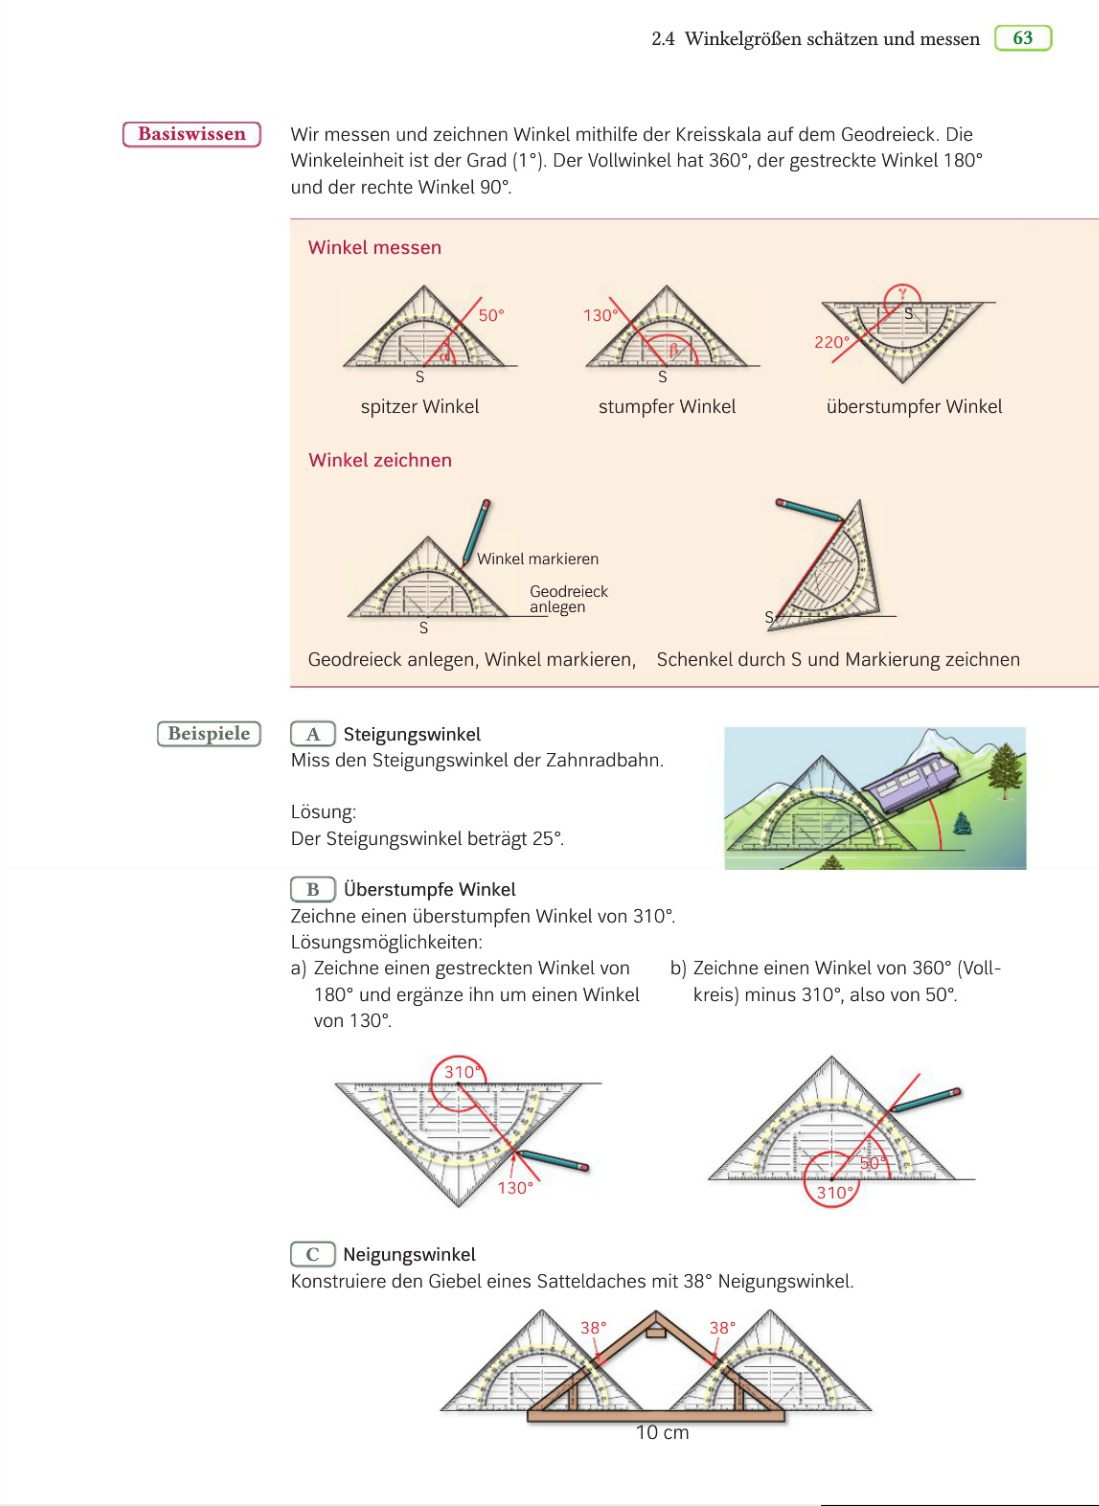 2.4 Winkelgrößen schätzen und messen 63
Basiswissen
Wir messen und zeichnen Winkel mithilfe der Kreisskala auf dem Geodreieck. Die
Winkeleinheit ist der Grad (1°). Der Vollwinkel hat 360°, der gestreckte Winkel 180°
und der rechte Winkel 90°.
Winkel messen
50°
α
S
spitzer Winkel
130°
β
S
stumpfer Winkel
γ
S
220°
überstumpfer Winkel
Winkel zeichnen
Winkel markieren
Geodreieck
anlegen
S
S
Geodreieck anlegen, Winkel markieren, Schenkel durch S und Markierung zeichnen
Beispiele
A Steigungswinkel
Miss den Steigungswinkel der Zahnradbahn.
Lösung:
Der Steigungswinkel beträgt 25°.
B Überstumpfe Winkel
Zeichne einen überstumpfen Winkel von 310°.
Lösungsmöglichkeiten:
a) Zeichne einen gestreckten Winkel von
180° und ergänze ihn um einen Winkel
von 130°.
b) Zeichne einen Winkel von 360° (Voll-
kreis) minus 310°, also von 50°.
310°
130°
50°
310°
C Neigungswinkel
Konstruiere den Giebel eines Satteldaches mit 38° Neigungswinkel.
38° 38°
10 cm